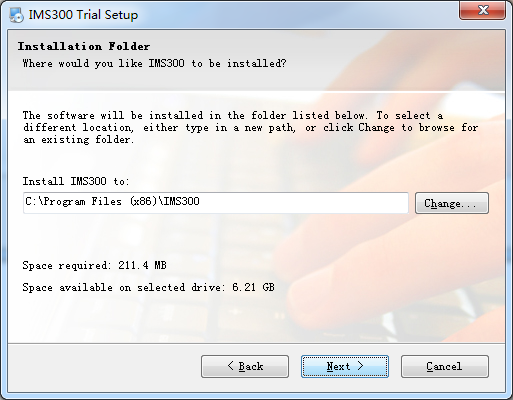 IMS300 Trial Setup
Installation Folder
Where would you like IMS300 to be installed?
The software will be installed in the folder listed below. To select a
different location, either type in a new path, or click Change to browse for
an existing folder.
Install IMS300 to:
C:\Program Files (x86)\IMS300
Change...
Space required: 211.4 MB
Space available on selected drive: 6.21 GB
< Back
Next >
Cancel